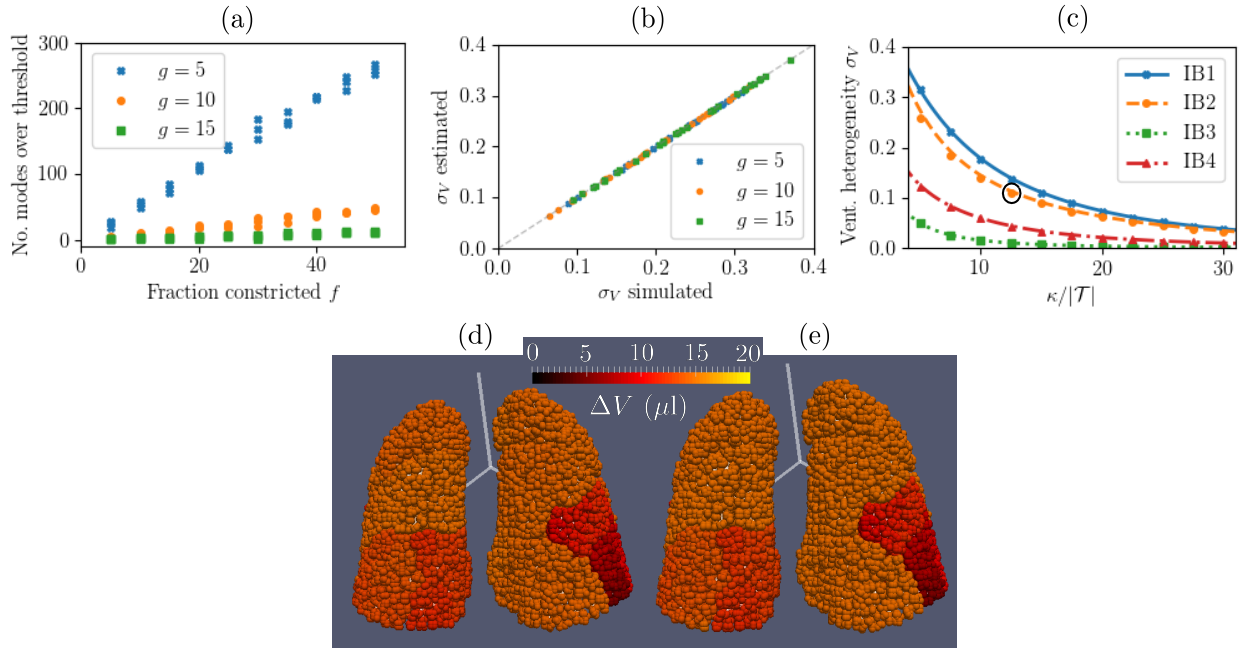 (a)
No. modes over threshold
300
200
100
0
g = 5
g = 10
g = 15
0
20
40
Fraction constricted f
(b)
σ_V estimated
0.4
0.3
0.2
0.1
0.0
g = 5
g = 10
g = 15
0.0
0.1
0.2
0.3
0.4
σ_V simulated
(c)
Vent. heterogeneity σ_V
0.4
0.3
0.2
0.1
0.0
IB1
IB2
IB3
IB4
10
20
30
κ/|𝒯|
(d)
(e)
0 5 10 15 20
ΔV (μl)